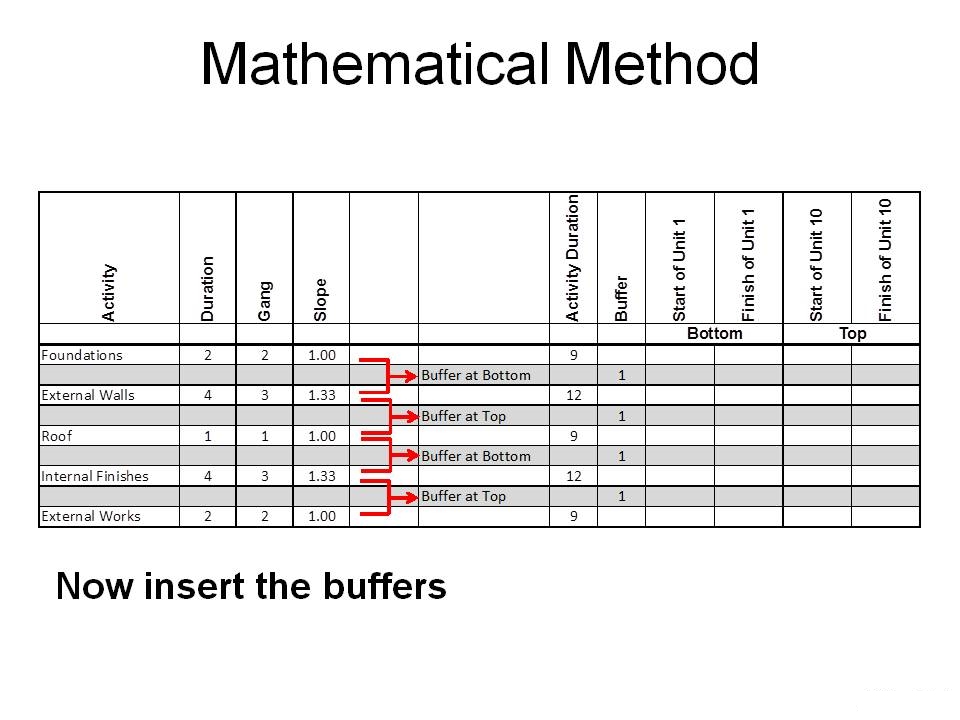 Mathematical Method
Activity Duration Gang Slope Activity Duration Buffer Start of Unit 1 Finish of Unit 1 Start of Unit 10 Finish of Unit 10
Bottom Top
Foundations 2 2 1.00 9
Buffer at Bottom 1
External Walls 4 3 1.33 12
Buffer at Top 1
Roof 1 1 1.00 9
Buffer at Bottom 1
Internal Finishes 4 3 1.33 12
Buffer at Top 1
External Works 2 2 1.00 9
Now insert the buffers